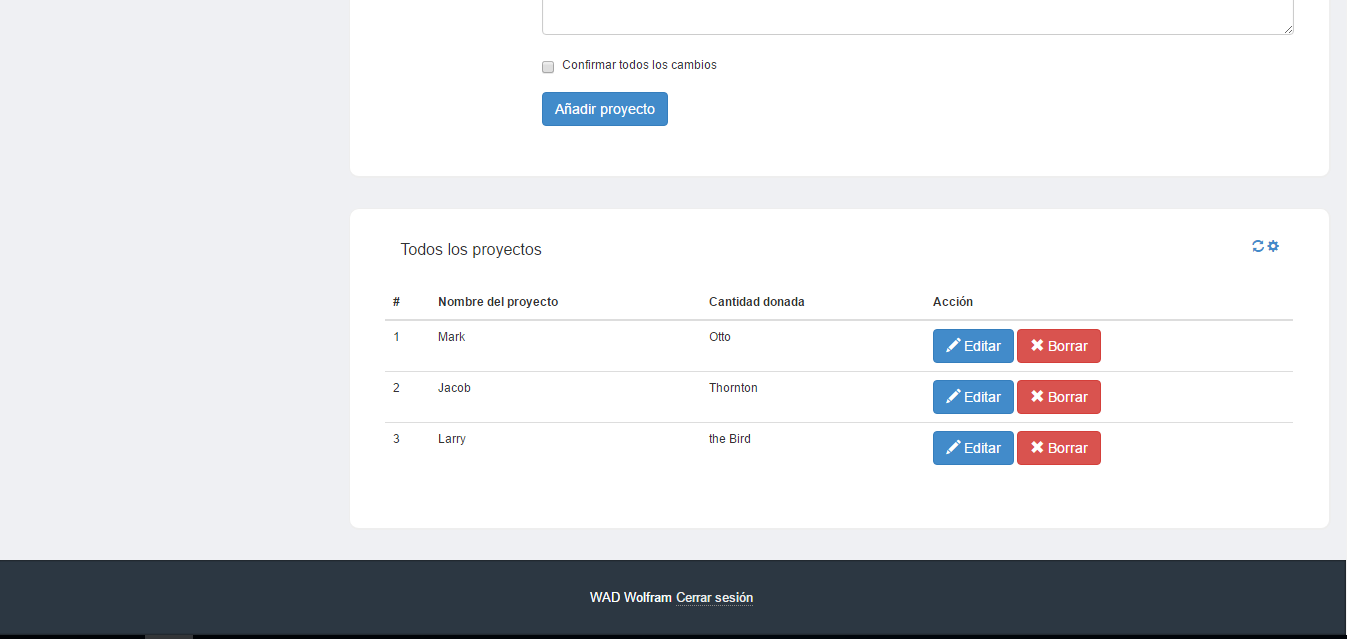 Confirmar todos los cambios
Añadir proyecto
Todos los proyectos
# Nombre del proyecto Cantidad donada Acción
1 Mark Otto Editar Borrar
2 Jacob Thornton Editar Borrar
3 Larry the Bird Editar Borrar
WAD Wolfram Cerrar sesión